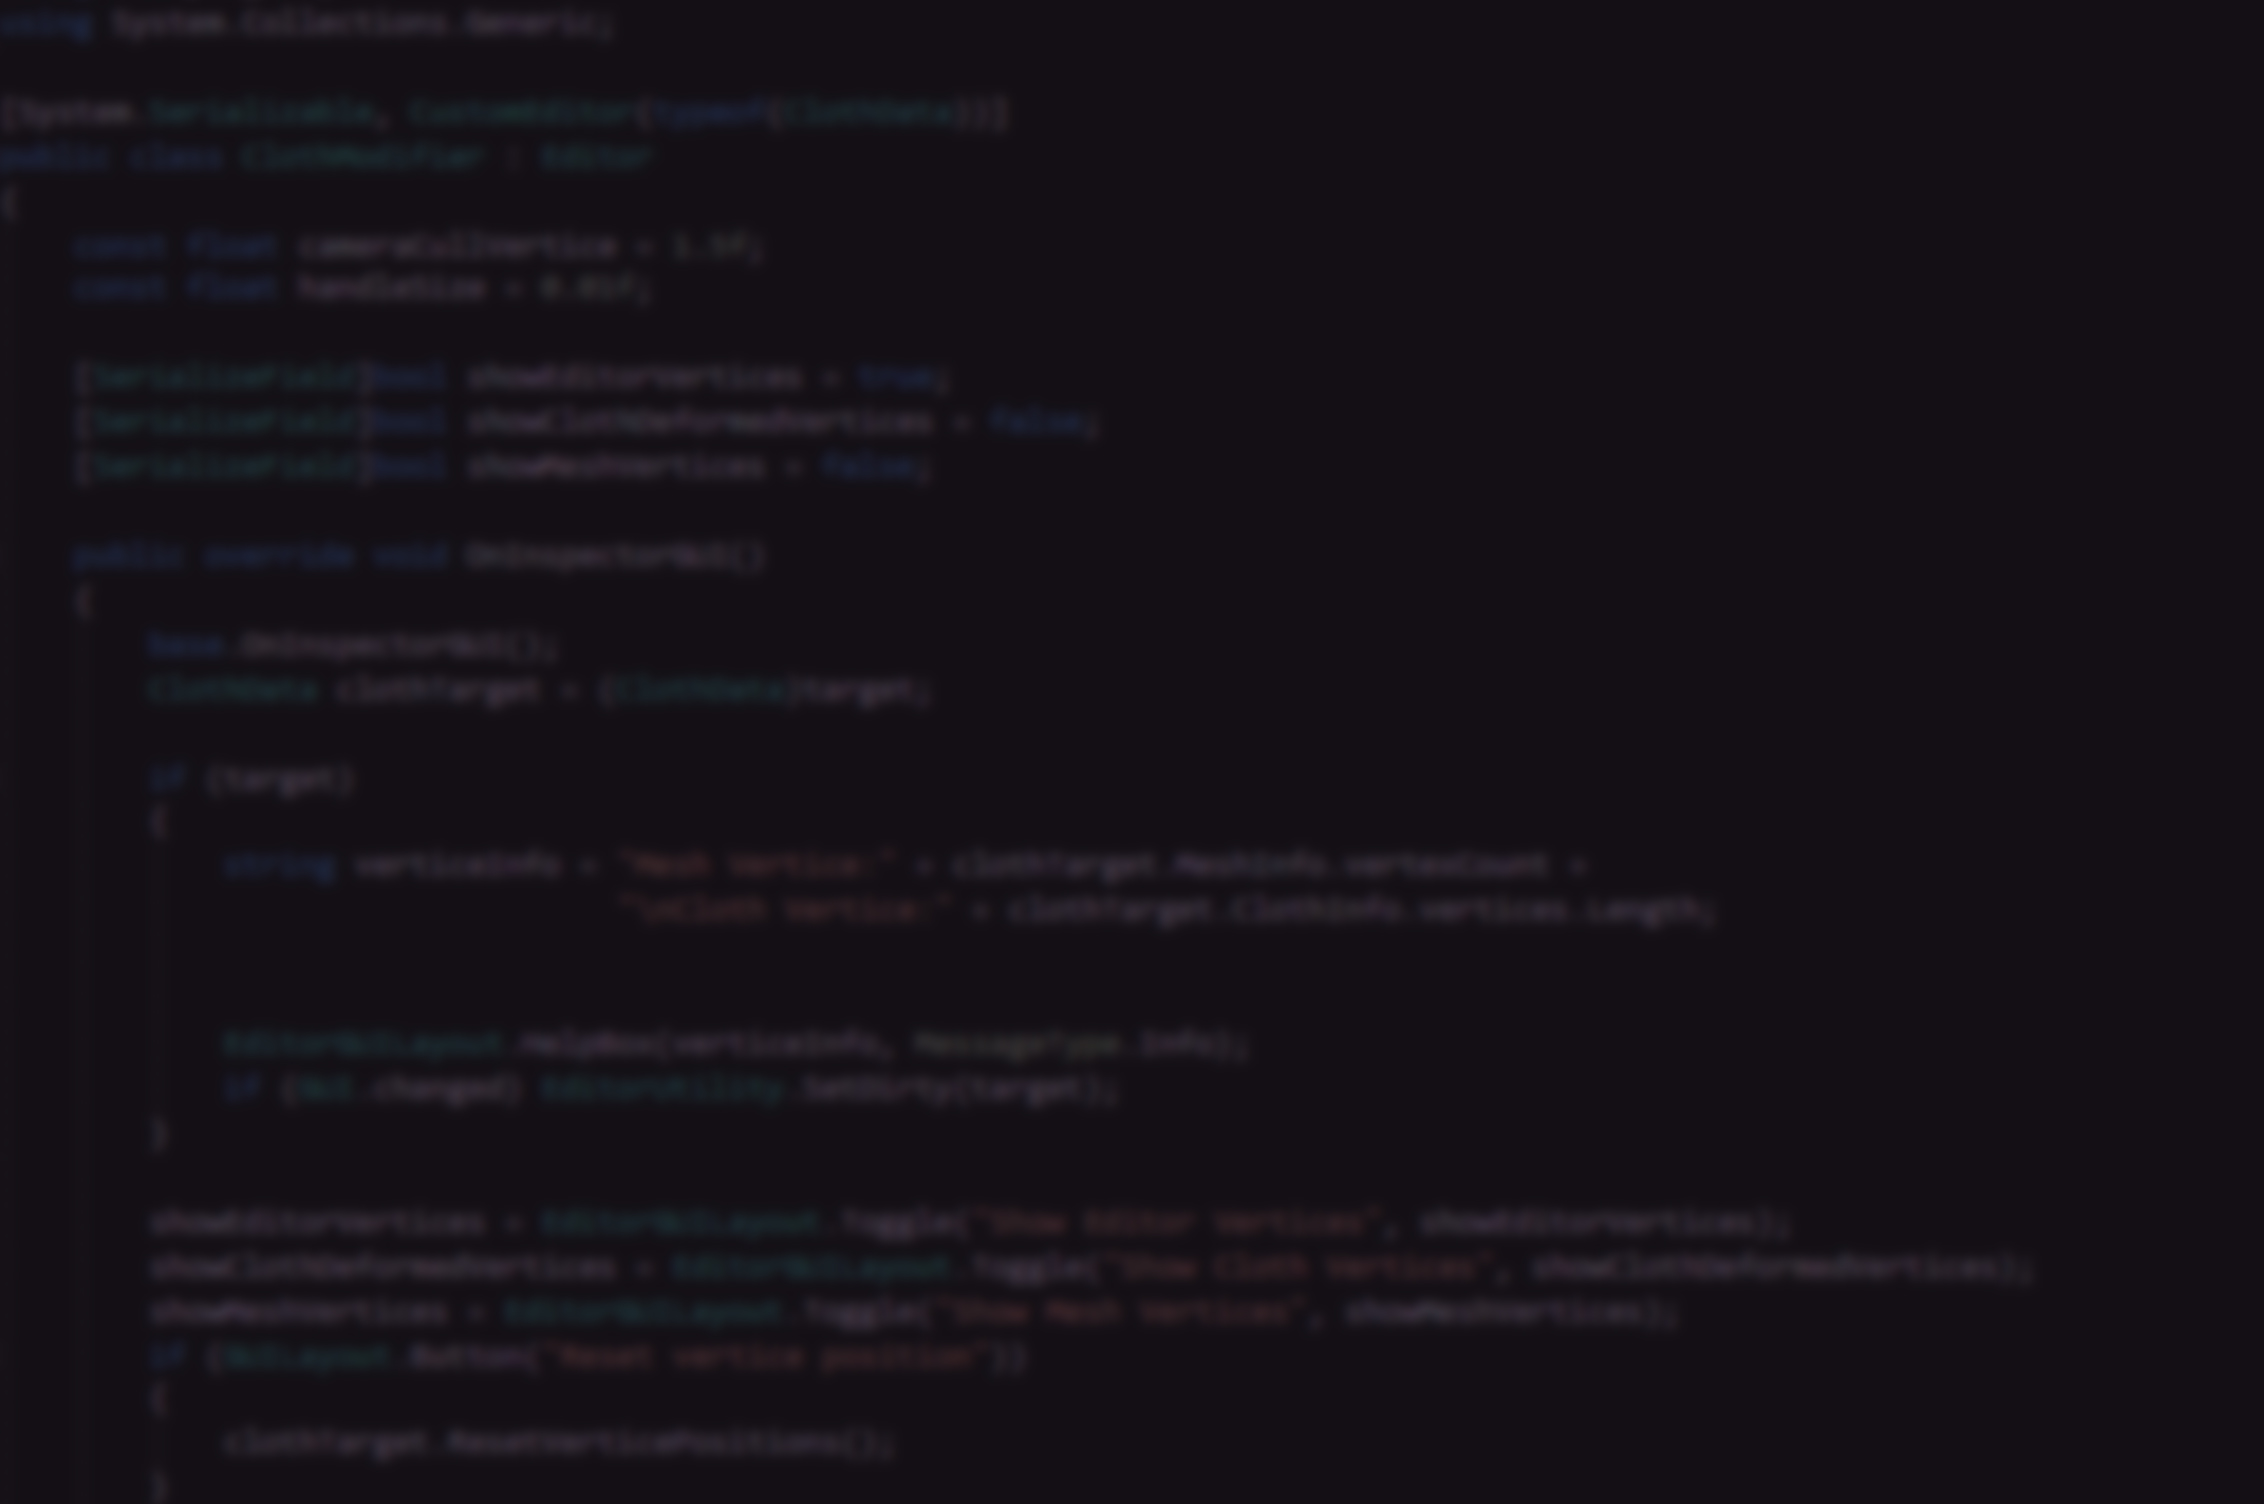 using System.Collections.Generic;
[System.Serializable, CustomEditor(typeof(ClothData))]
public class ClothModifier : Editor
{
const float cameraCullVertice = 1.5f;
const float handleSize = 0.01f;
[SerializeField]bool showEditorVertices = true;
[SerializeField]bool showClothDeformedVertices = false;
[SerializeField]bool showMeshVertices = false;
public override void OnInspectorGUI()
{
base.OnInspectorGUI();
ClothData clothTarget = (ClothData)target;
if (target)
{
string verticeInfo = "Mesh Vertice:" + clothTarget.MeshInfo.vertexCount +
"\nCloth Vertice:" + clothTarget.ClothInfo.vertices.Length;
EditorGUILayout.HelpBox(verticeInfo, MessageType.Info);
if (GUI.changed) EditorUtility.SetDirty(target);
}
showEditorVertices = EditorGUILayout.Toggle("Show Editor Vertices", showEditorVertices);
showClothDeformedVertices = EditorGUILayout.Toggle("Show Cloth Vertices", showClothDeformedVertices);
showMeshVertices = EditorGUILayout.Toggle("Show Mesh Vertices", showMeshVertices);
if (GUILayout.Button("Reset vertice position"))
{
clothTarget.ResetVerticePositions();
}